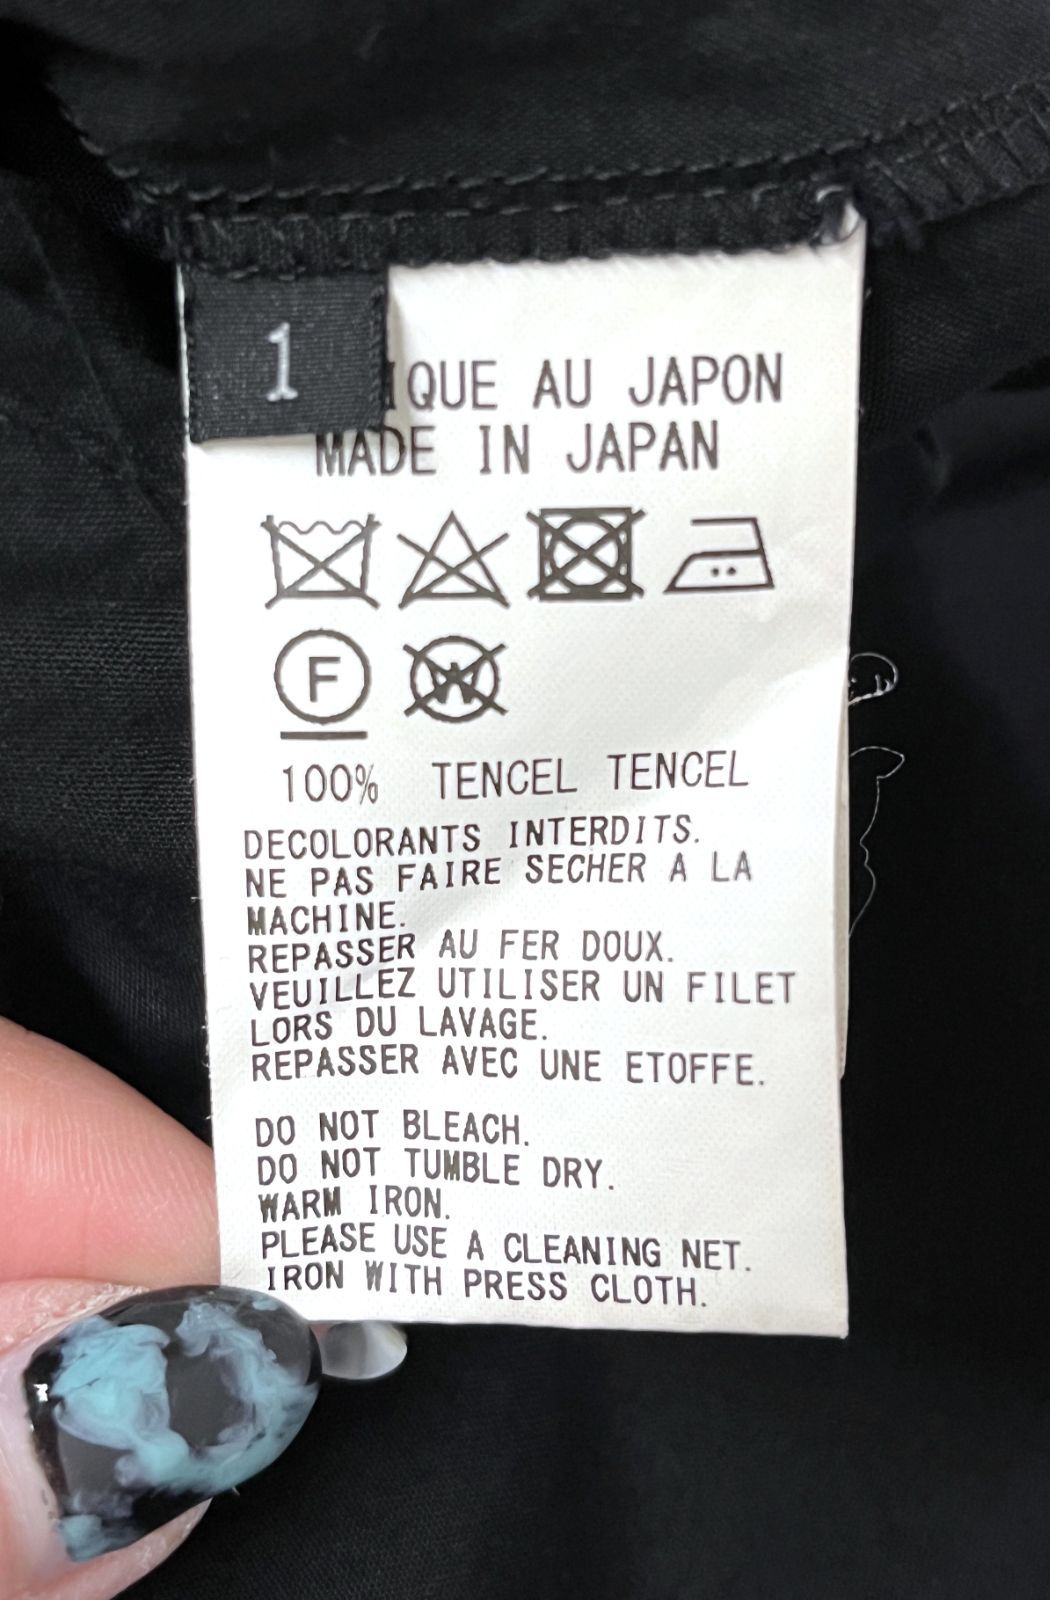 1
QUE AU JAPON
MADE IN JAPAN
F
W
100% TENCEL TENCEL
DECOLORANTS INTERDITS.
NE PAS FAIRE SECHER A LA
MACHINE.
REPASSER AU FER DOUX.
VEUILLEZ UTILISER UN FILET
LORS DU LAVAGE.
REPASSER AVEC UNE ETOFFE.
DO NOT BLEACH.
DO NOT TUMBLE DRY.
WARM IRON.
PLEASE USE A CLEANING NET.
IRON WITH PRESS CLOTH.